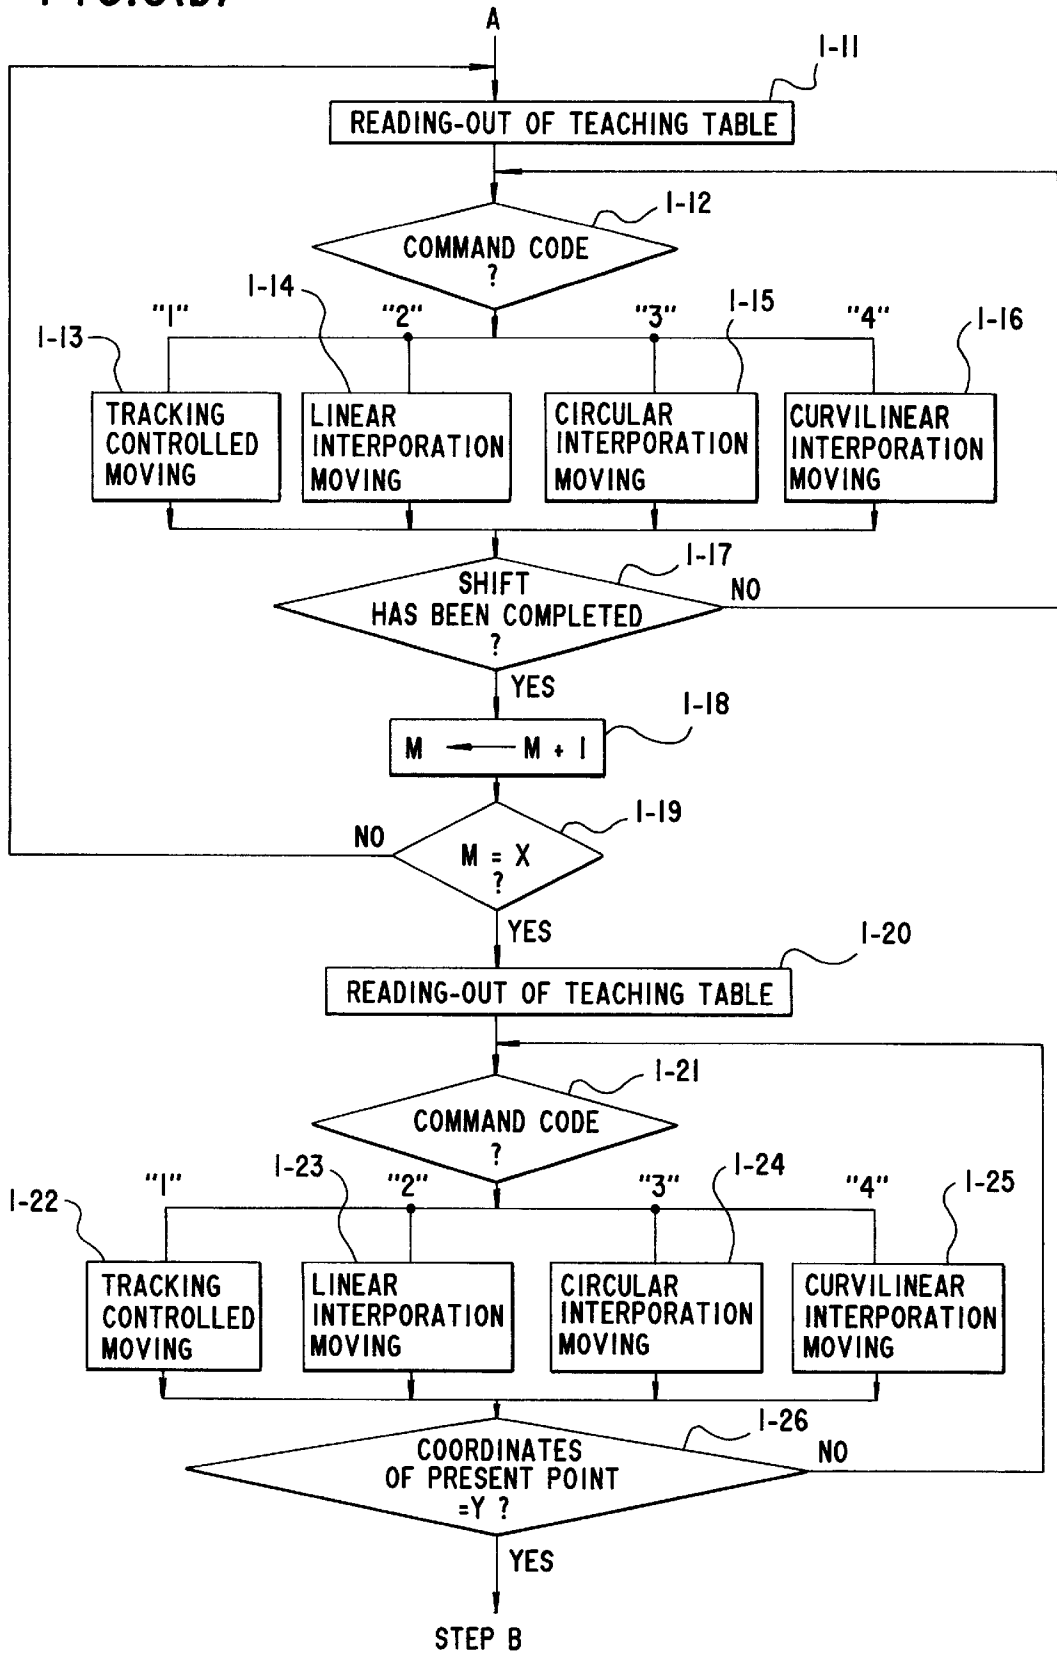 A
1-11
READING-OUT OF TEACHING TABLE
1-12
COMMAND CODE
?
1-14
1-15
"1"
"2"
"3"
"4"
1-16
1-13
TRACKING
CONTROLLED
MOVING
LINEAR
INTERPORATION
MOVING
CIRCULAR
INTERPORATION
MOVING
CURVILINEAR
INTERPORATION
MOVING
1-17
SHIFT
HAS BEEN COMPLETED
?
NO
YES
1-18
M ← M + 1
1-19
NO
M = X
?
YES
1-20
READING-OUT OF TEACHING TABLE
1-21
COMMAND CODE
?
1-23
1-24
"1"
"2"
"3"
"4"
1-25
1-22
TRACKING
CONTROLLED
MOVING
LINEAR
INTERPORATION
MOVING
CIRCULAR
INTERPORATION
MOVING
CURVILINEAR
INTERPORATION
MOVING
1-26
COORDINATES
OF PRESENT POINT
=Y ?
NO
YES
STEP B